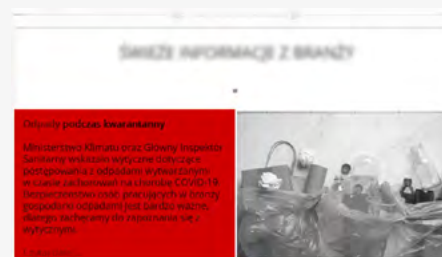 ŚWIEŻE INFORMACJE Z BRANŻY
Odpady podczas kwarantanny
Ministerstwo Klimatu oraz Główny Inspektor
Sanitarny wskazali wytyczne dotyczące
postępowania z odpadami wytwarzanymi
w czasie zachorowań na chorobę COVID-19.
Bezpieczeństwo osób pracujących w branży
gospodarki odpadami jest bardzo ważne,
dlatego zachęcamy do zapoznania się z
wytycznymi.